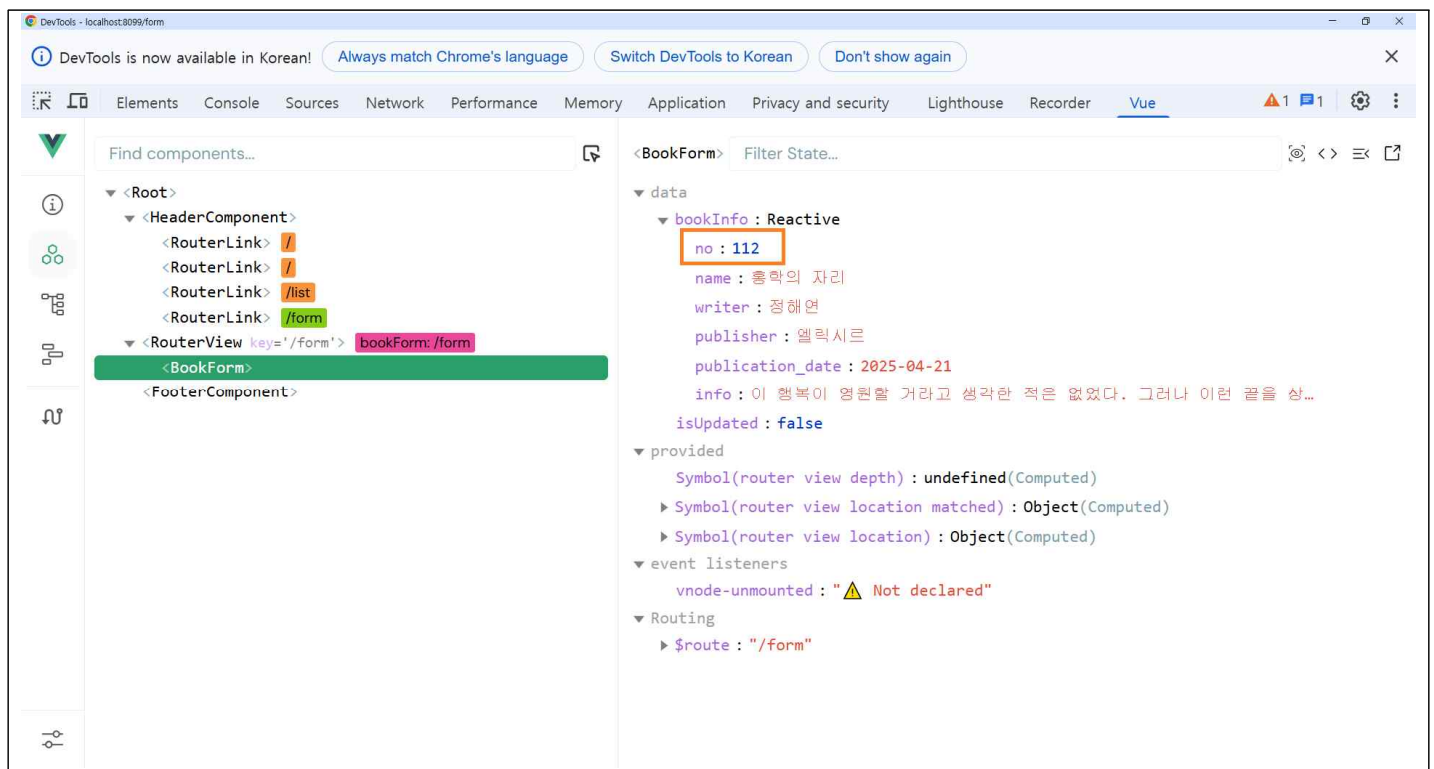 DevTools - localhost:8099/form
DevTools is now available in Korean! Always match Chrome's language Switch DevTools to Korean Don't show again
Elements Console Sources Network Performance Memory Application Privacy and security Lighthouse Recorder Vue 1 1
Find components...
<Root>
<HeaderComponent>
<RouterLink> /
<RouterLink> /
<RouterLink> /list
<RouterLink> /form
<RouterView key='/form'> bookForm: /form
<BookForm>
<FooterComponent>
<BookForm> Filter State...
data
bookInfo : Reactive
no : 112
name : 홍학의 자리
writer : 정해연
publisher : 엘릭시르
publication_date : 2025-04-21
info : 이 행복이 영원할 거라고 생각한 적은 없었다. 그러나 이런 끝을 상…
isUpdated : false
provided
Symbol(router view depth) : undefined(Computed)
Symbol(router view location matched) : Object(Computed)
Symbol(router view location) : Object(Computed)
event listeners
vnode-unmounted : "⚠ Not declared"
Routing
$route : "/form"